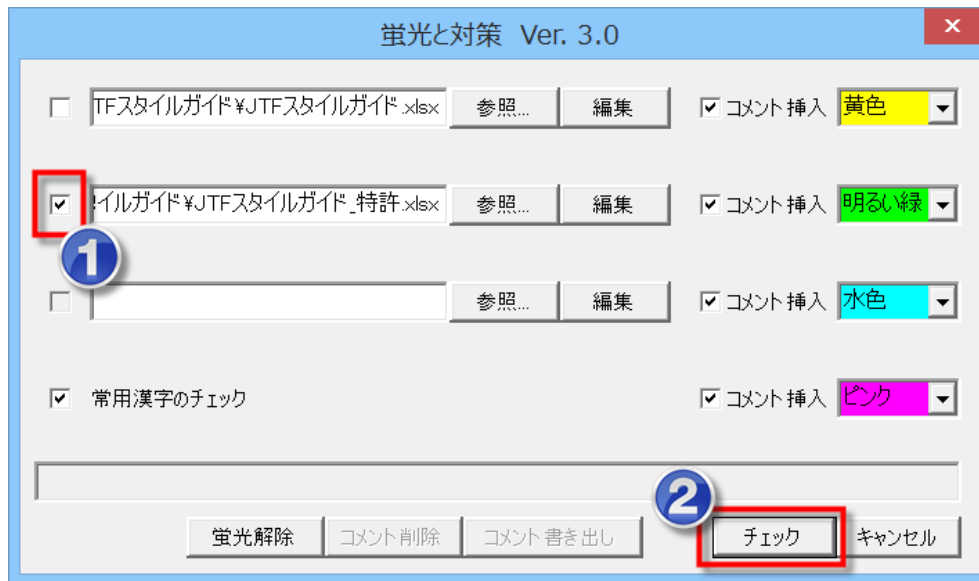 蛍光と対策 Ver. 3.0
x
TFスタイルガイド¥JTFスタイルガイド.xlsx 参照... 編集 コメント挿入 黄色
イルガイド¥JTFスタイルガイド_特許.xlsx 参照... 編集 コメント挿入 明るい緑
1
参照... 編集 コメント挿入 水色
常用漢字のチェック コメント挿入 ピンク
2
蛍光解除 コメント削除 コメント書き出し チェック キャンセル